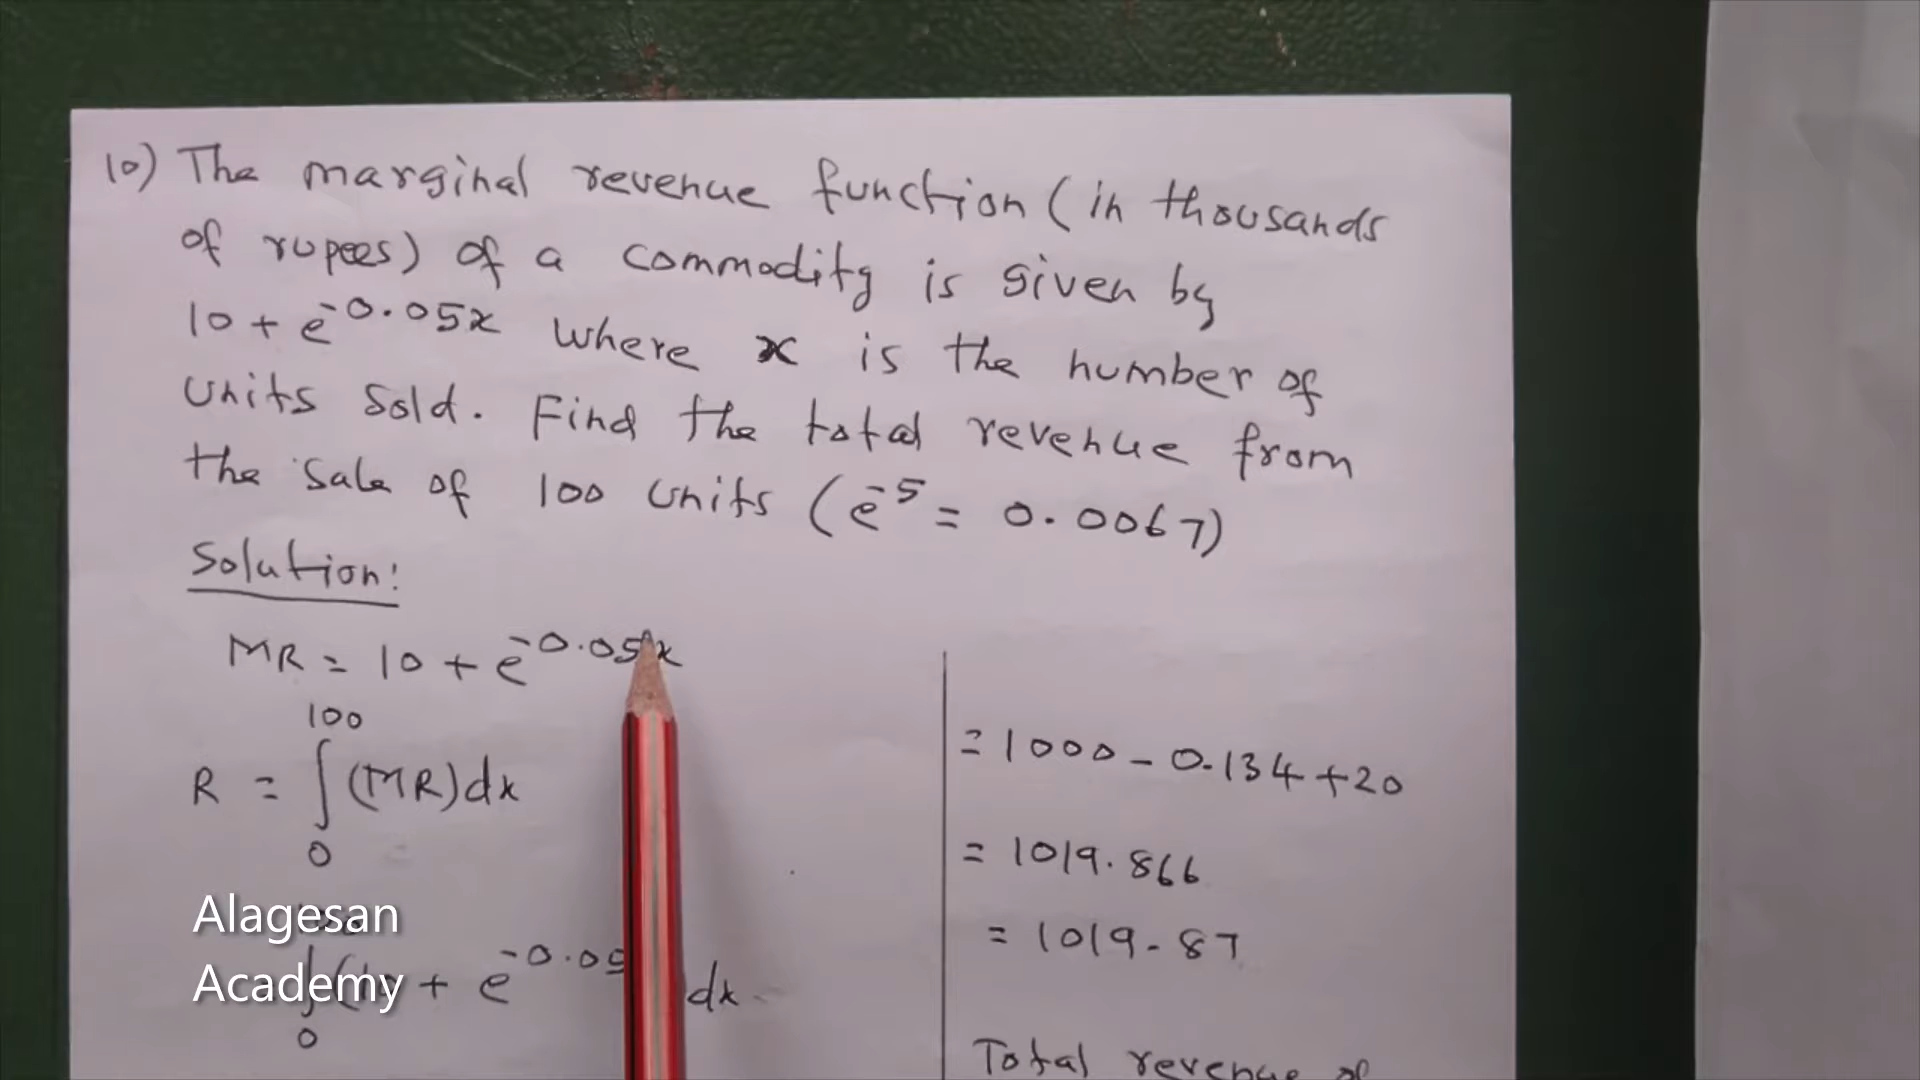 10) The marginal revenue function (in thousands
of rupees) of a commodity is given by
10 + e^-0.05x where x is the number of
units sold. Find the total revenue from
the sale of 100 units (e^-5 = 0.0067)
Solution:
MR = 10 + e^-0.05x
100
R = ∫ (MR) dx
0
∫ ( + e^-0.05 dx
0
Alagesan
Academy
= 1000 - 0.134 + 20
= 1019.866
= 1019.87
Total revenue of